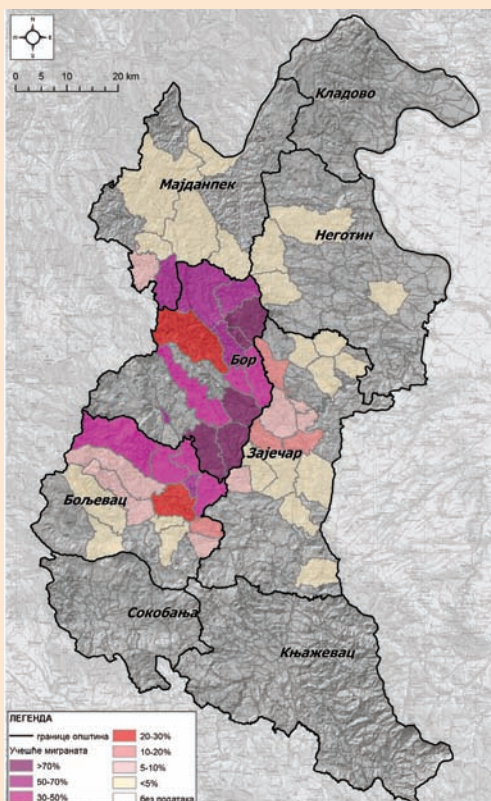 0 5 10 20 km
Кладово
Мајданпек
Неготин
Бор
Зајечар
Бољевац
Сокобања
Књажевац
ЛЕГЕНДА
границе општина
Учешће миграната
>70%
50-70%
30-50%
20-30%
10-20%
5-10%
<5%
без података